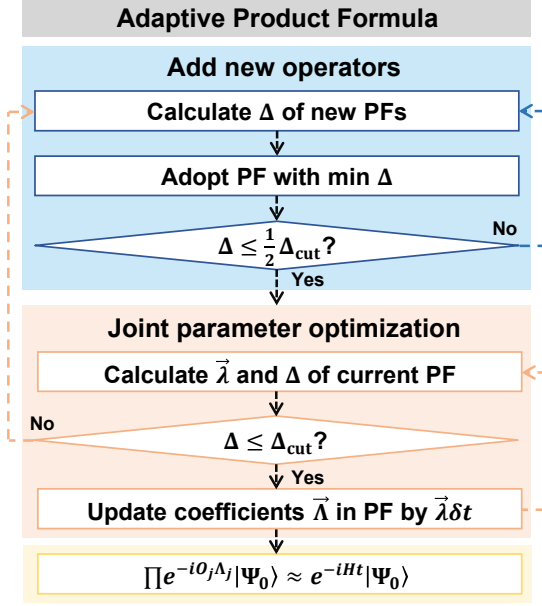 Adaptive Product Formula
Add new operators
Calculate Δ of new PFs
Adopt PF with min Δ
Δ ≤ 1/2 Δcut?
No
Yes
Joint parameter optimization
Calculate λ⃗ and Δ of current PF
No
Δ ≤ Δcut?
Yes
Update coefficients Λ⃗ in PF by λ⃗δt
∏e^{-iO_jΛ_j}|Ψ₀⟩ ≈ e^{-iHt}|Ψ₀⟩